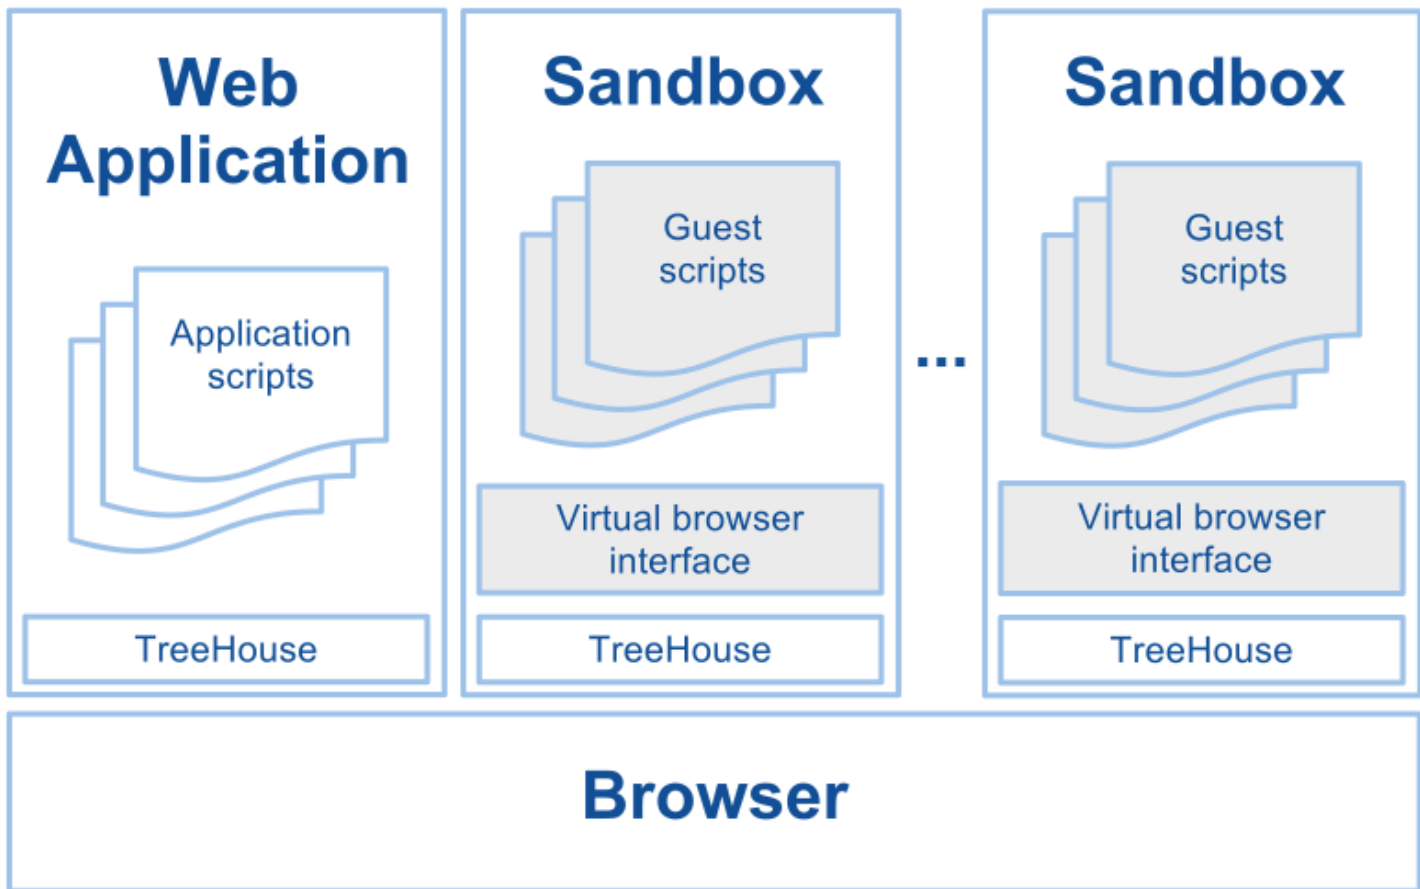 Web
Application
Application
scripts
TreeHouse
Sandbox
Guest
scripts
Virtual browser
interface
TreeHouse
...
Sandbox
Guest
scripts
Virtual browser
interface
TreeHouse
Browser